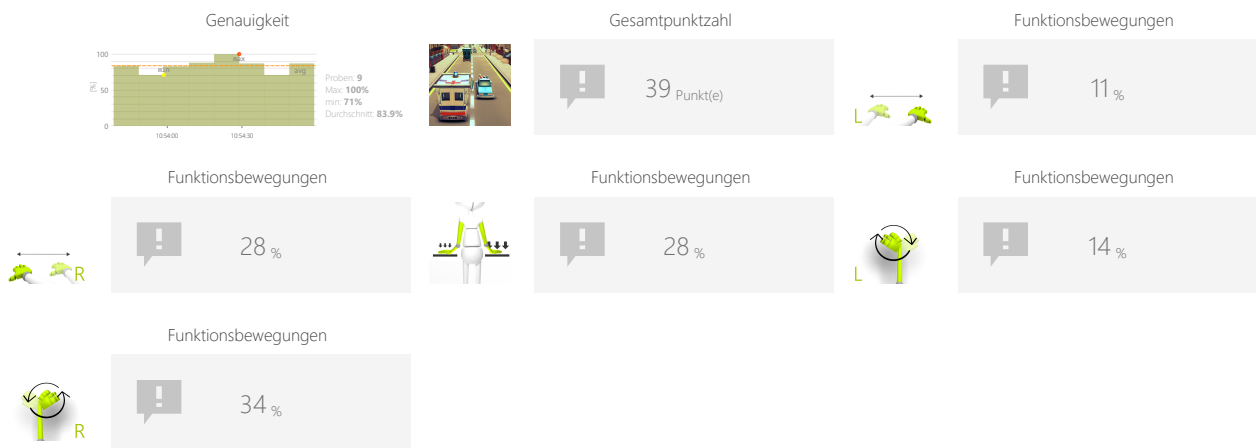 Genauigkeit
100
50
0
[%]
min
max
avg
10:54:00
10:54:30
Proben: 9
Max: 100%
min: 71%
Durchschnitt: 83.9%
Gesamtpunktzahl
39 Punkt(e)
Funktionsbewegungen
L
11 %
Funktionsbewegungen
R
28 %
Funktionsbewegungen
28 %
Funktionsbewegungen
L
14 %
Funktionsbewegungen
R
34 %